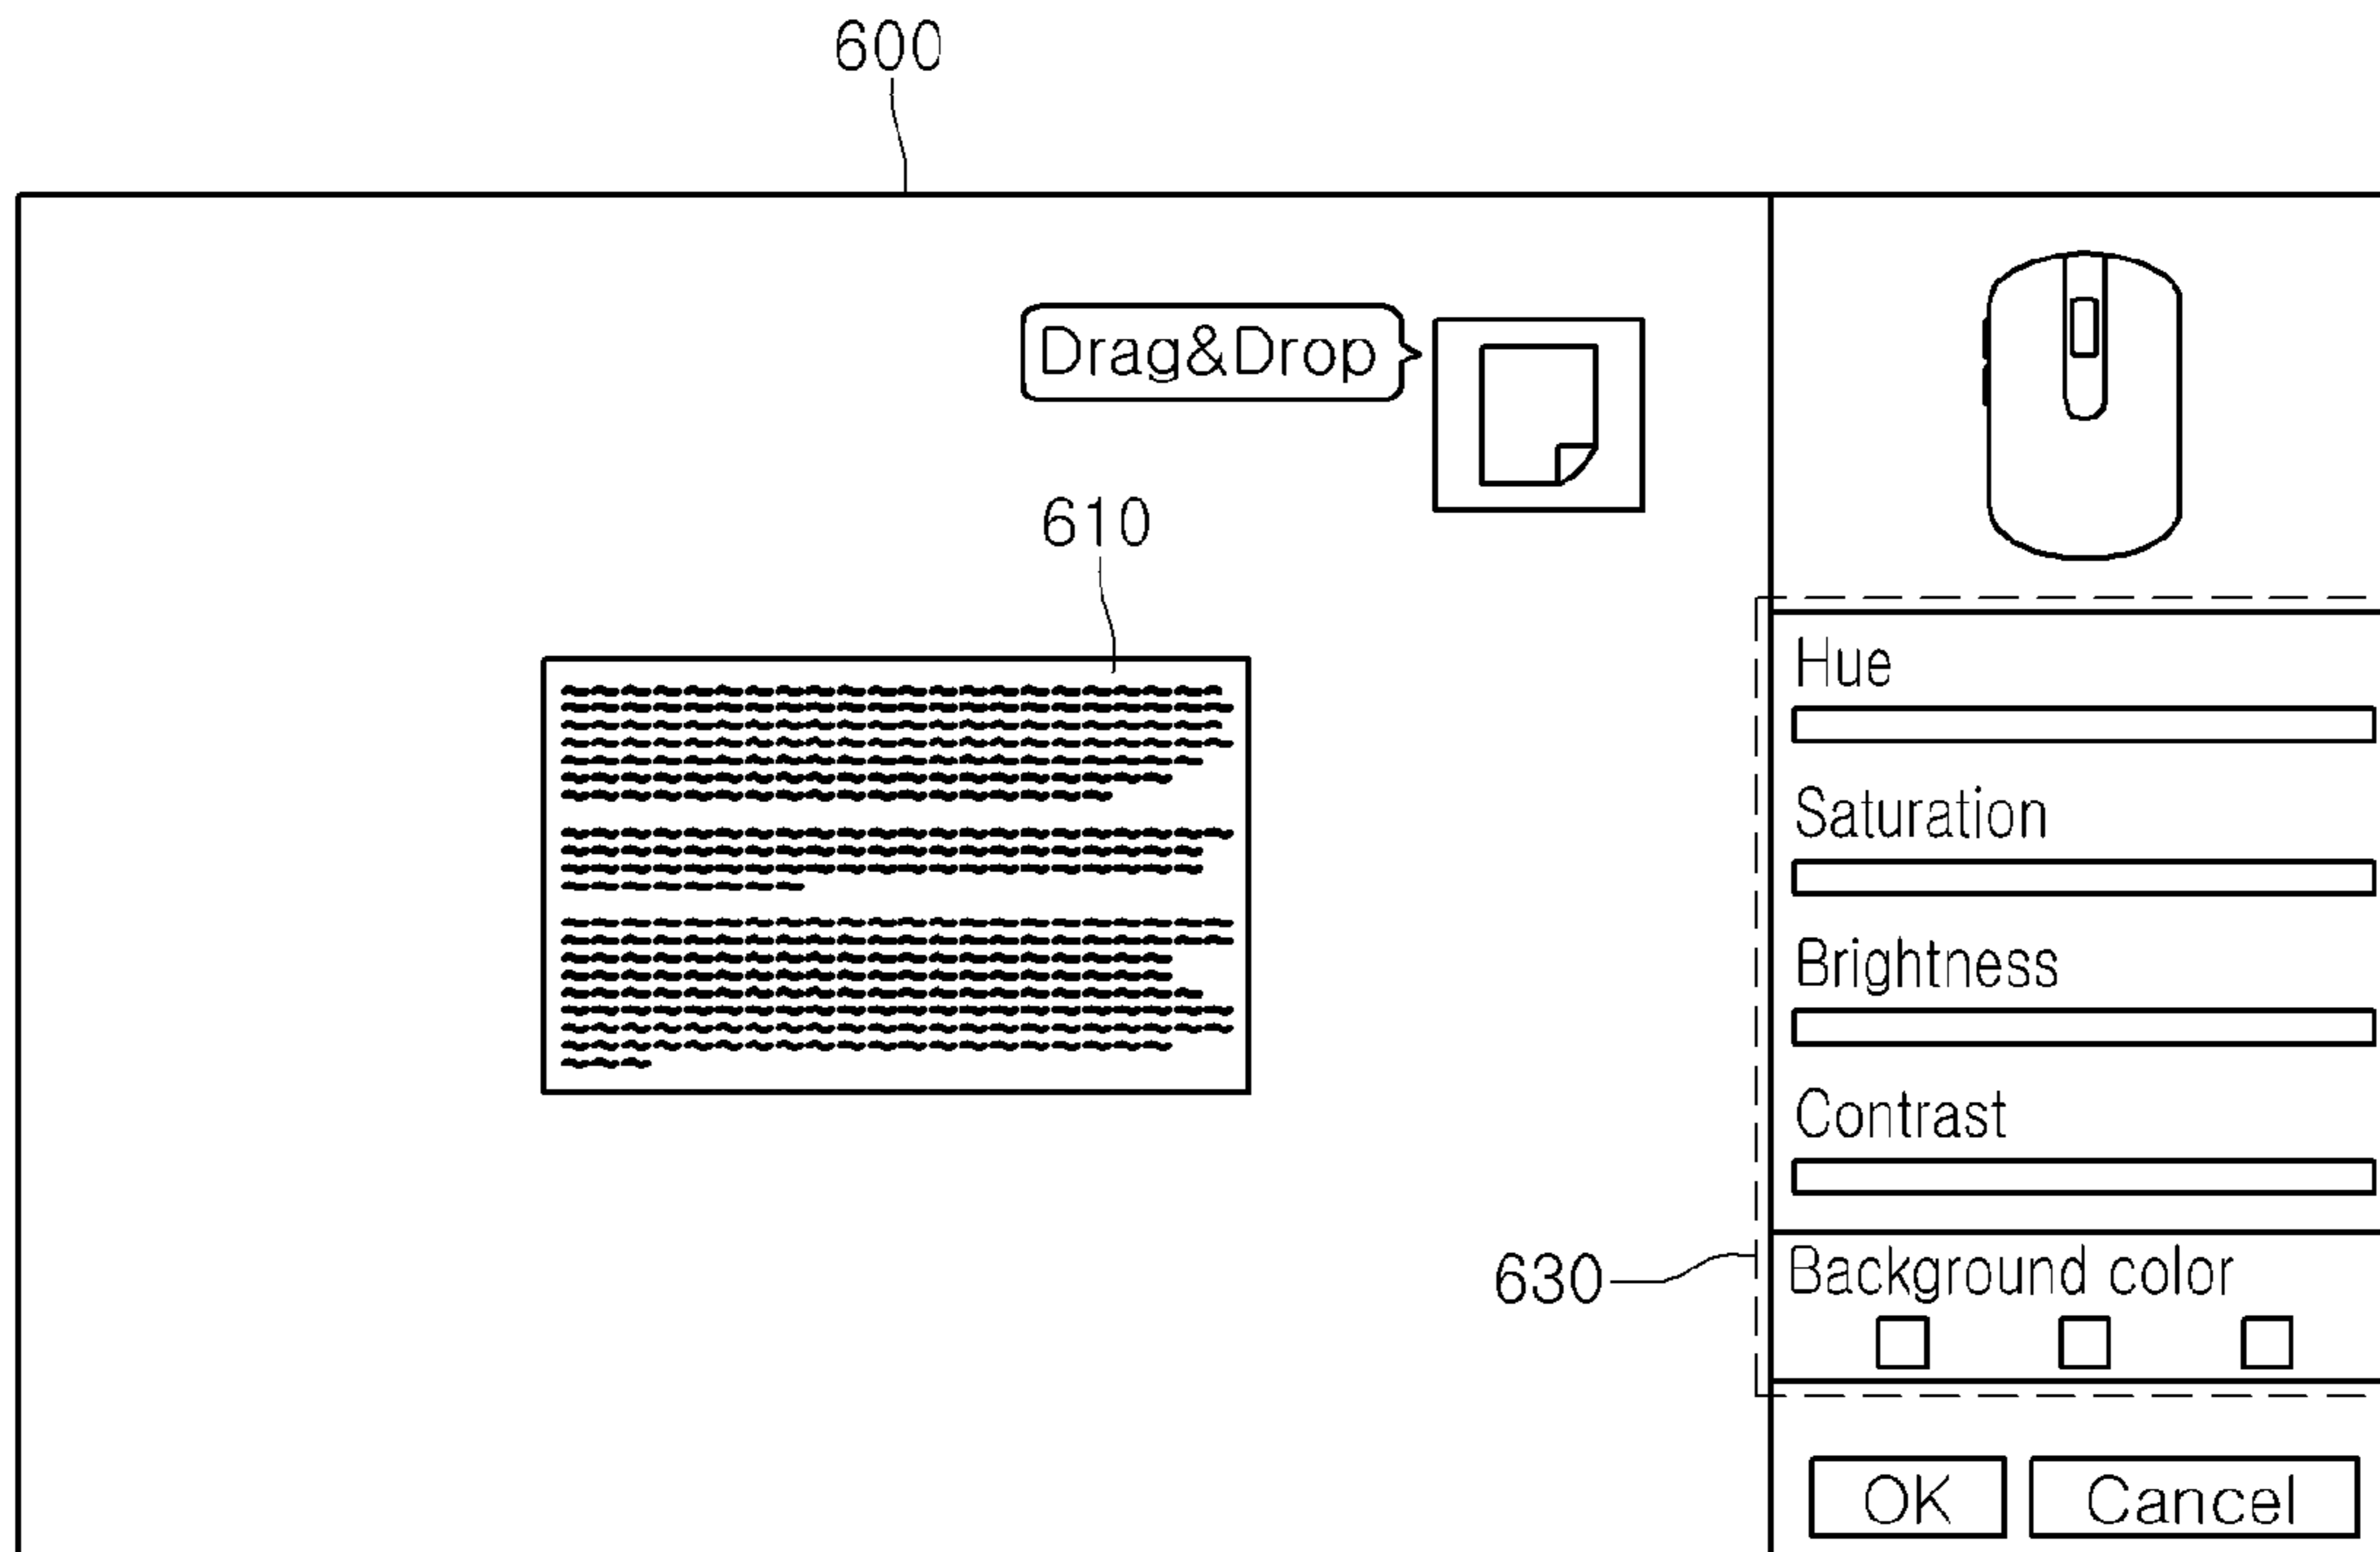 600
Drag&Drop
610
Hue
Saturation
Brightness
Contrast
630
Background color
OK
Cancel